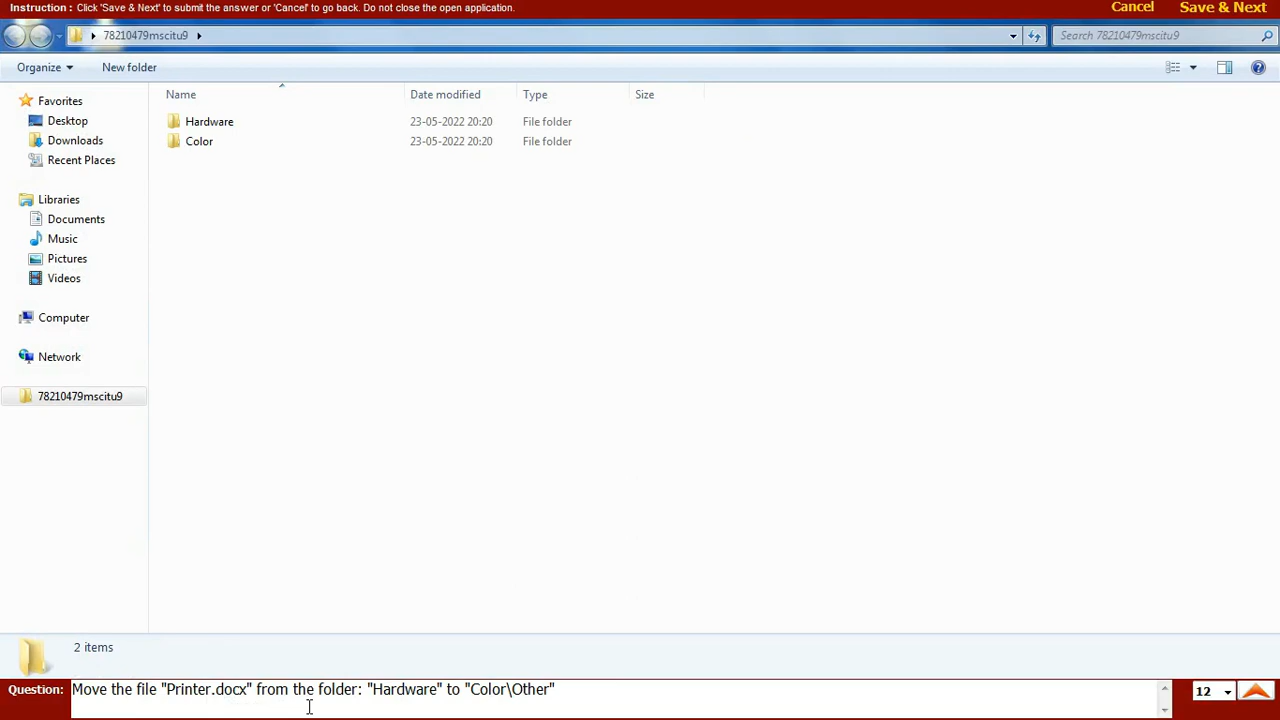 Instruction : Click 'Save & Next' to submit the answer or 'Cancel' to go back. Do not close the open application.
Cancel Save & Next
78210479mscitu9
Search 78210479mscitu9
Organize New folder
Name Date modified Type Size
Hardware 23-05-2022 20:20 File folder
Color 23-05-2022 20:20 File folder
Favorites
Desktop
Downloads
Recent Places
Libraries
Documents
Music
Pictures
Videos
Computer
Network
78210479mscitu9
2 items
Question: Move the file "Printer.docx" from the folder: "Hardware" to "Color\Other"
12